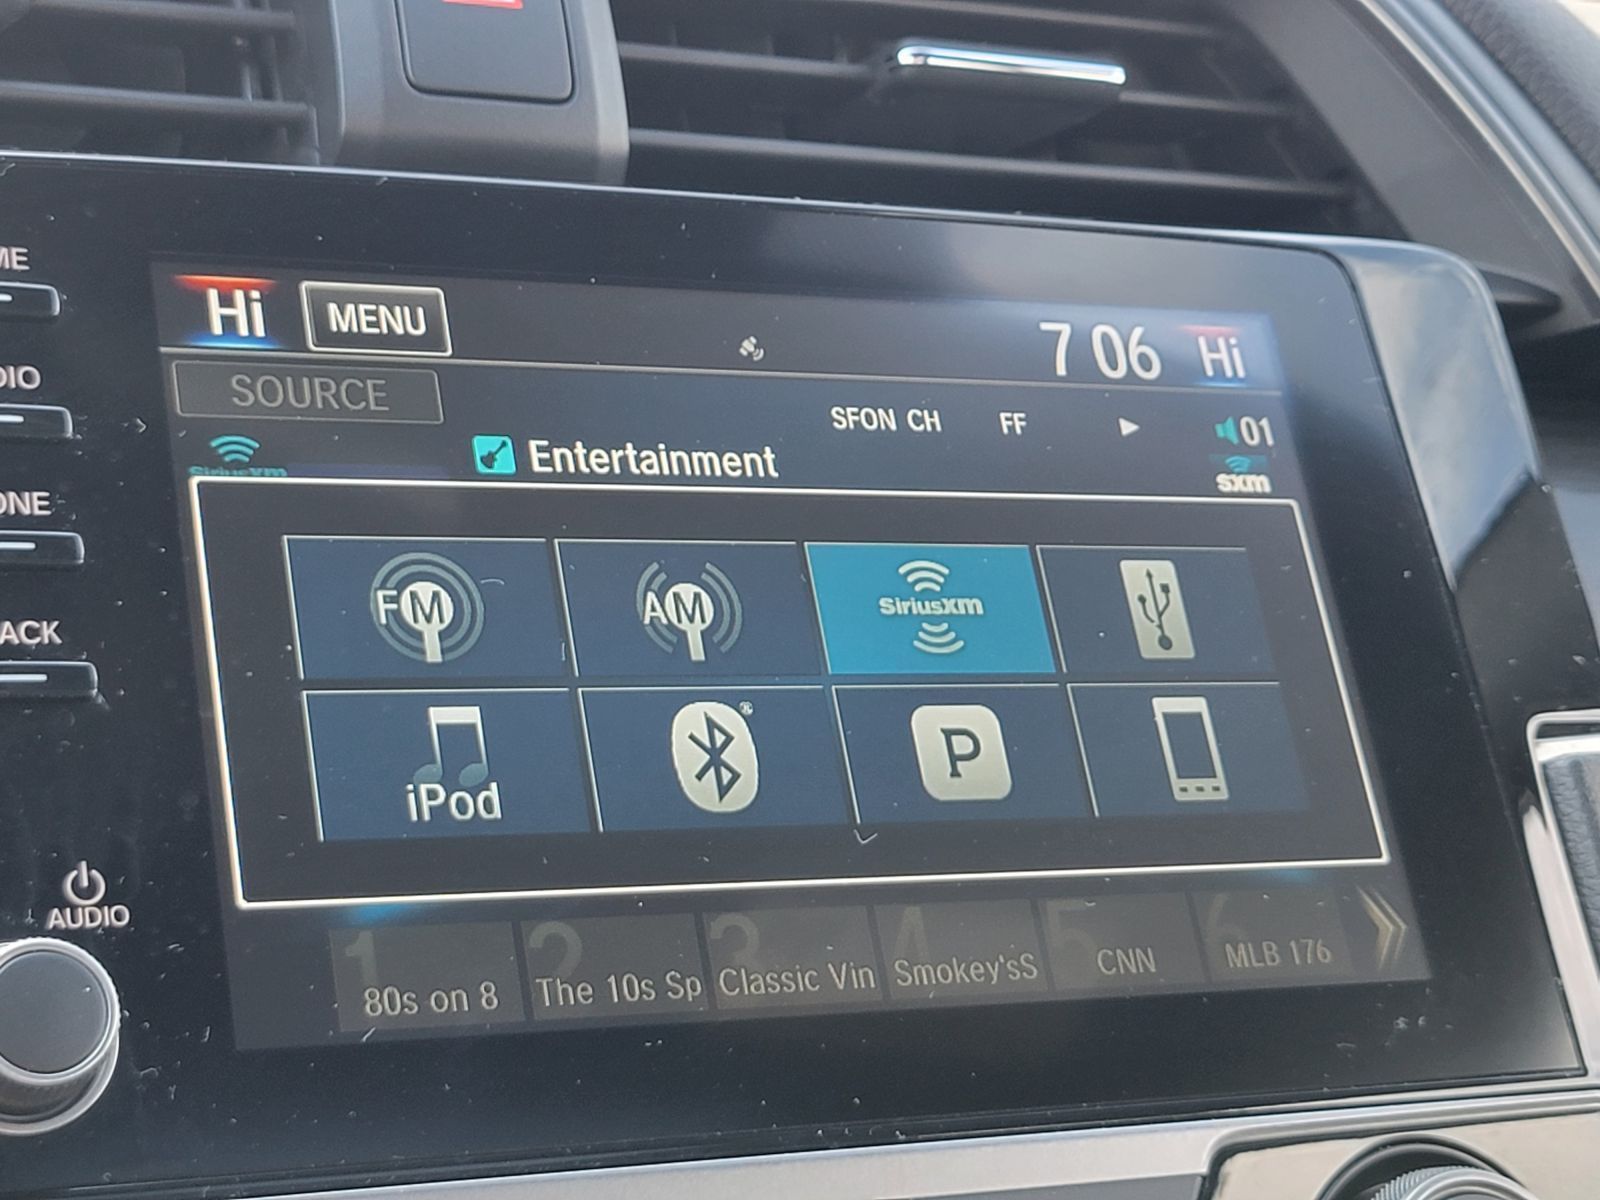 Hi MENU 7 06 Hi
SOURCE
SFON CH FF 01
SiriusXM Entertainment sxm
FM AM SiriusXM
iPod P
1 2 3 4 5 6
80s on 8 The 10s Sp Classic Vin Smokey'sS CNN MLB 176
ME
DIO
ONE
ACK
AUDIO